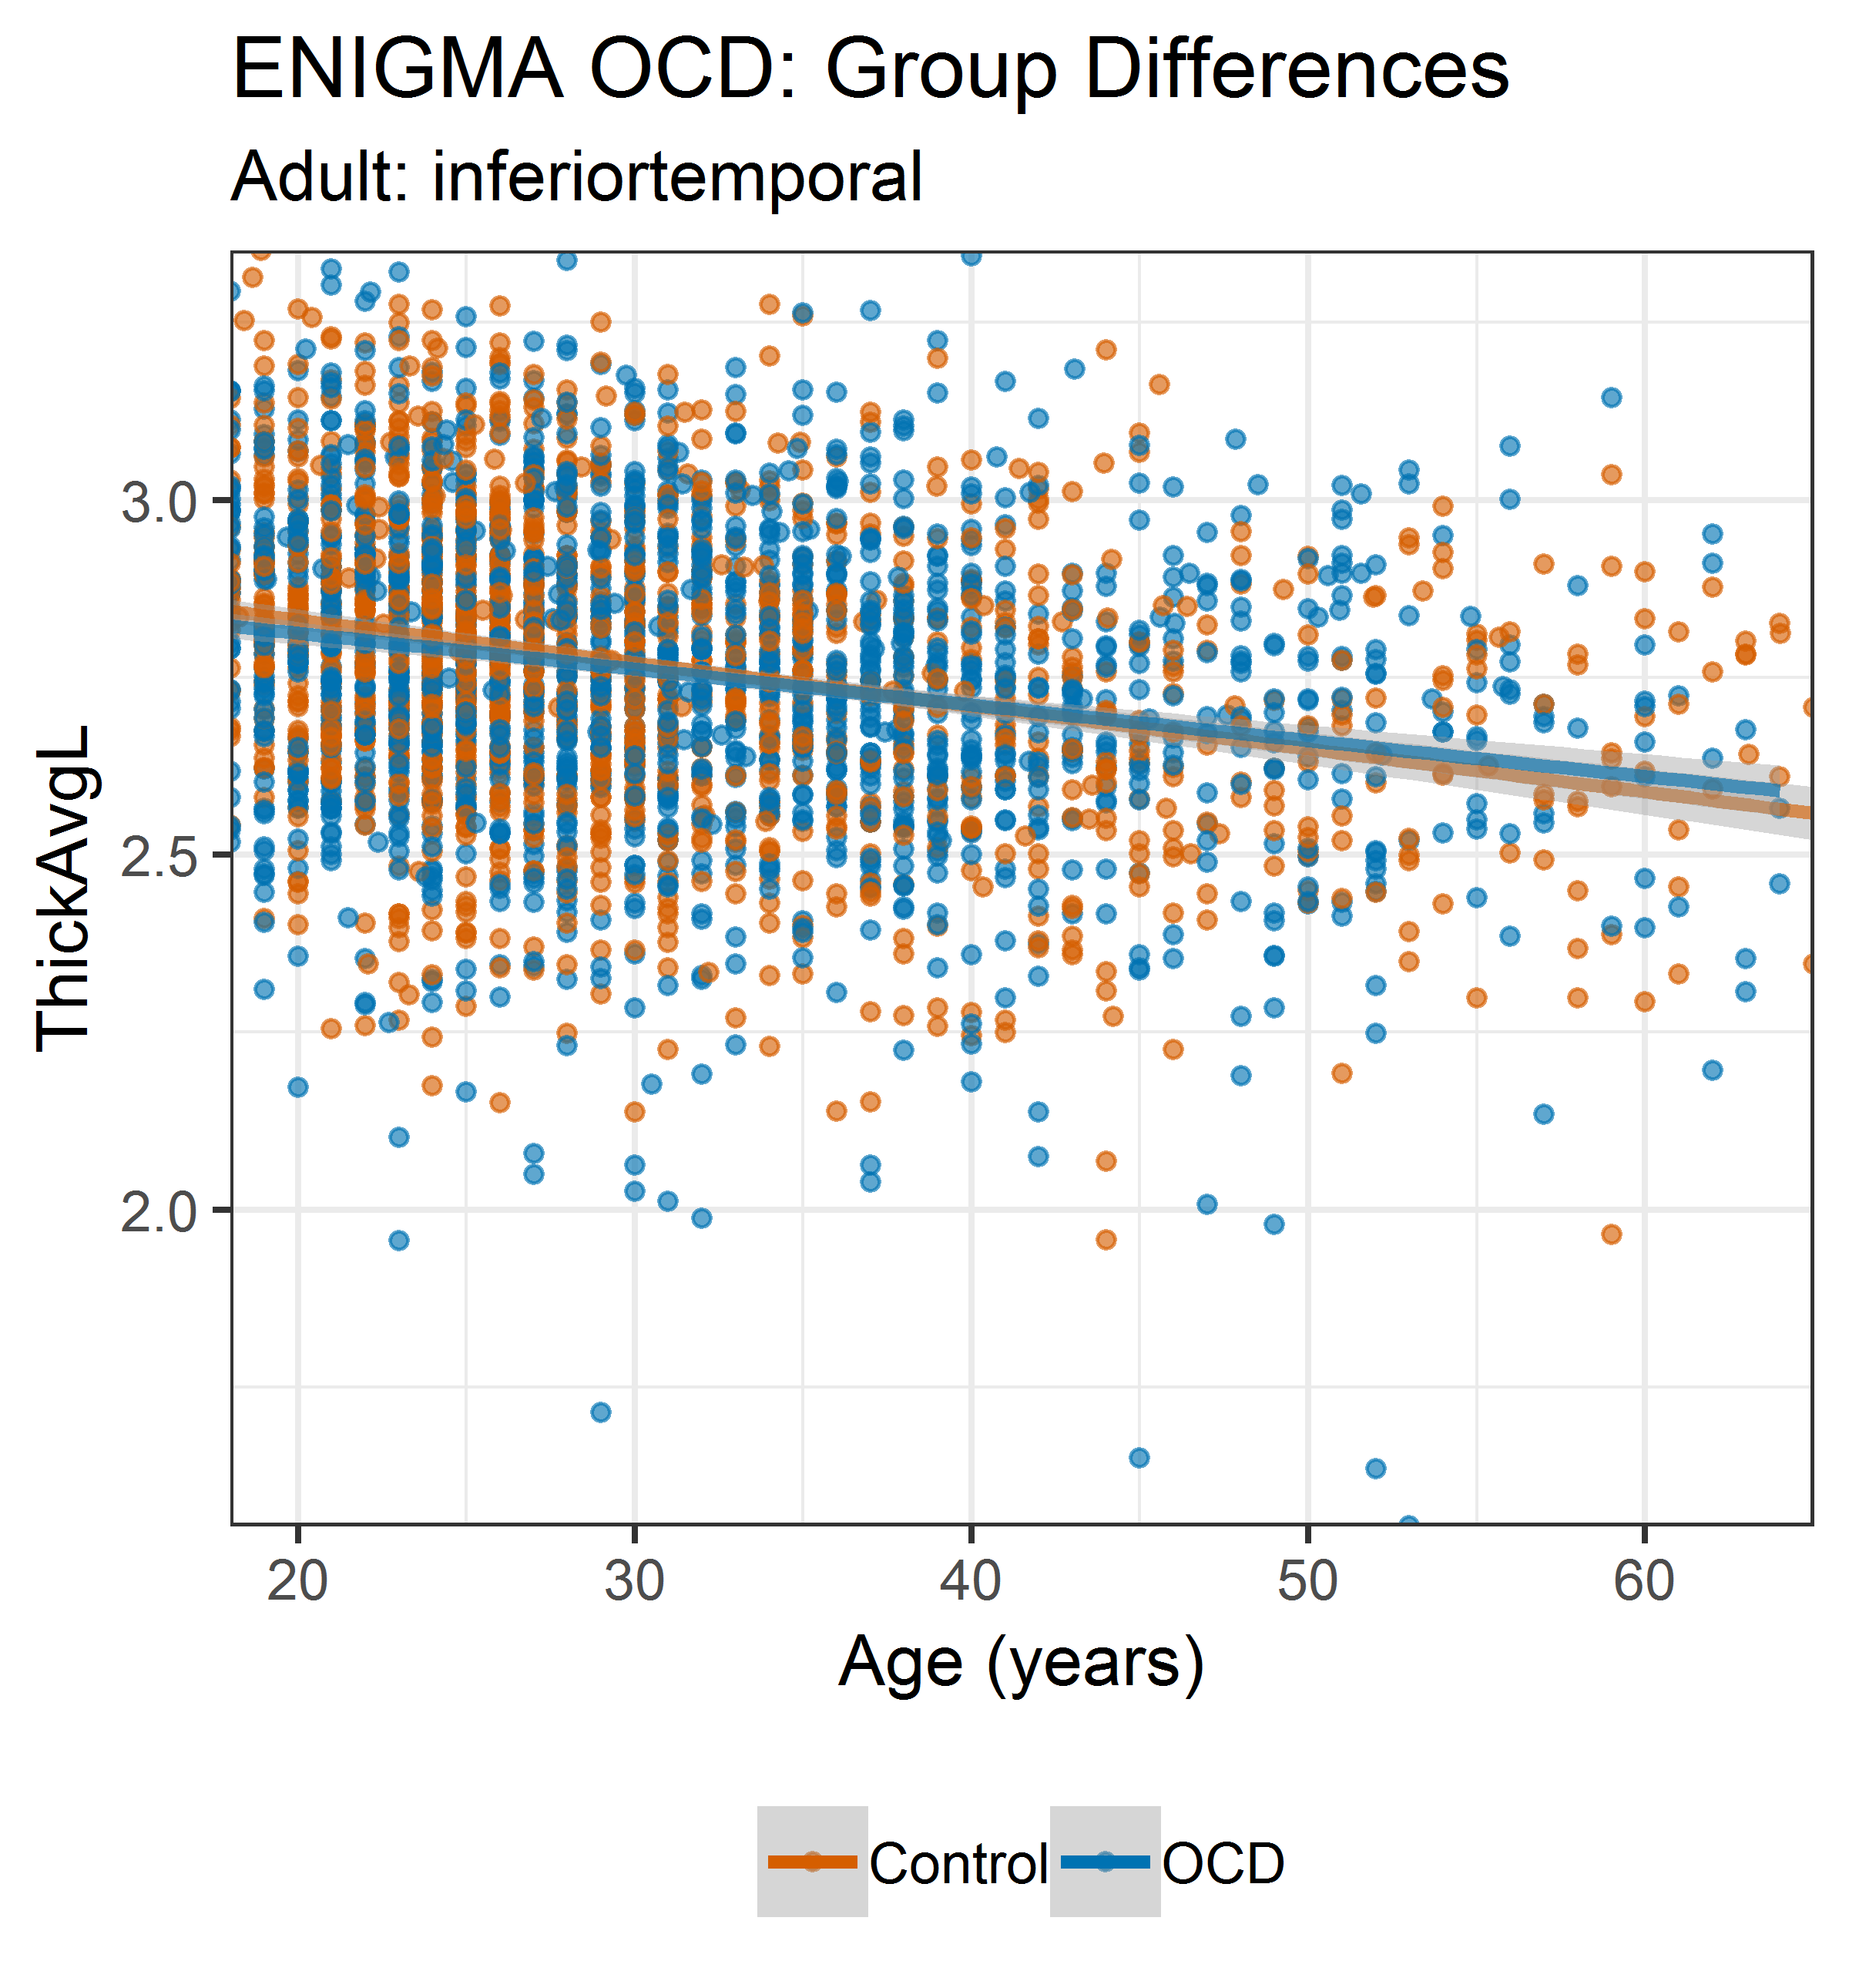 ENIGMA OCD: Group Differences
Adult: inferiortemporal
ThickAvgL
3.0
2.5
2.0
20 30 40 50 60
Age (years)
Control OCD